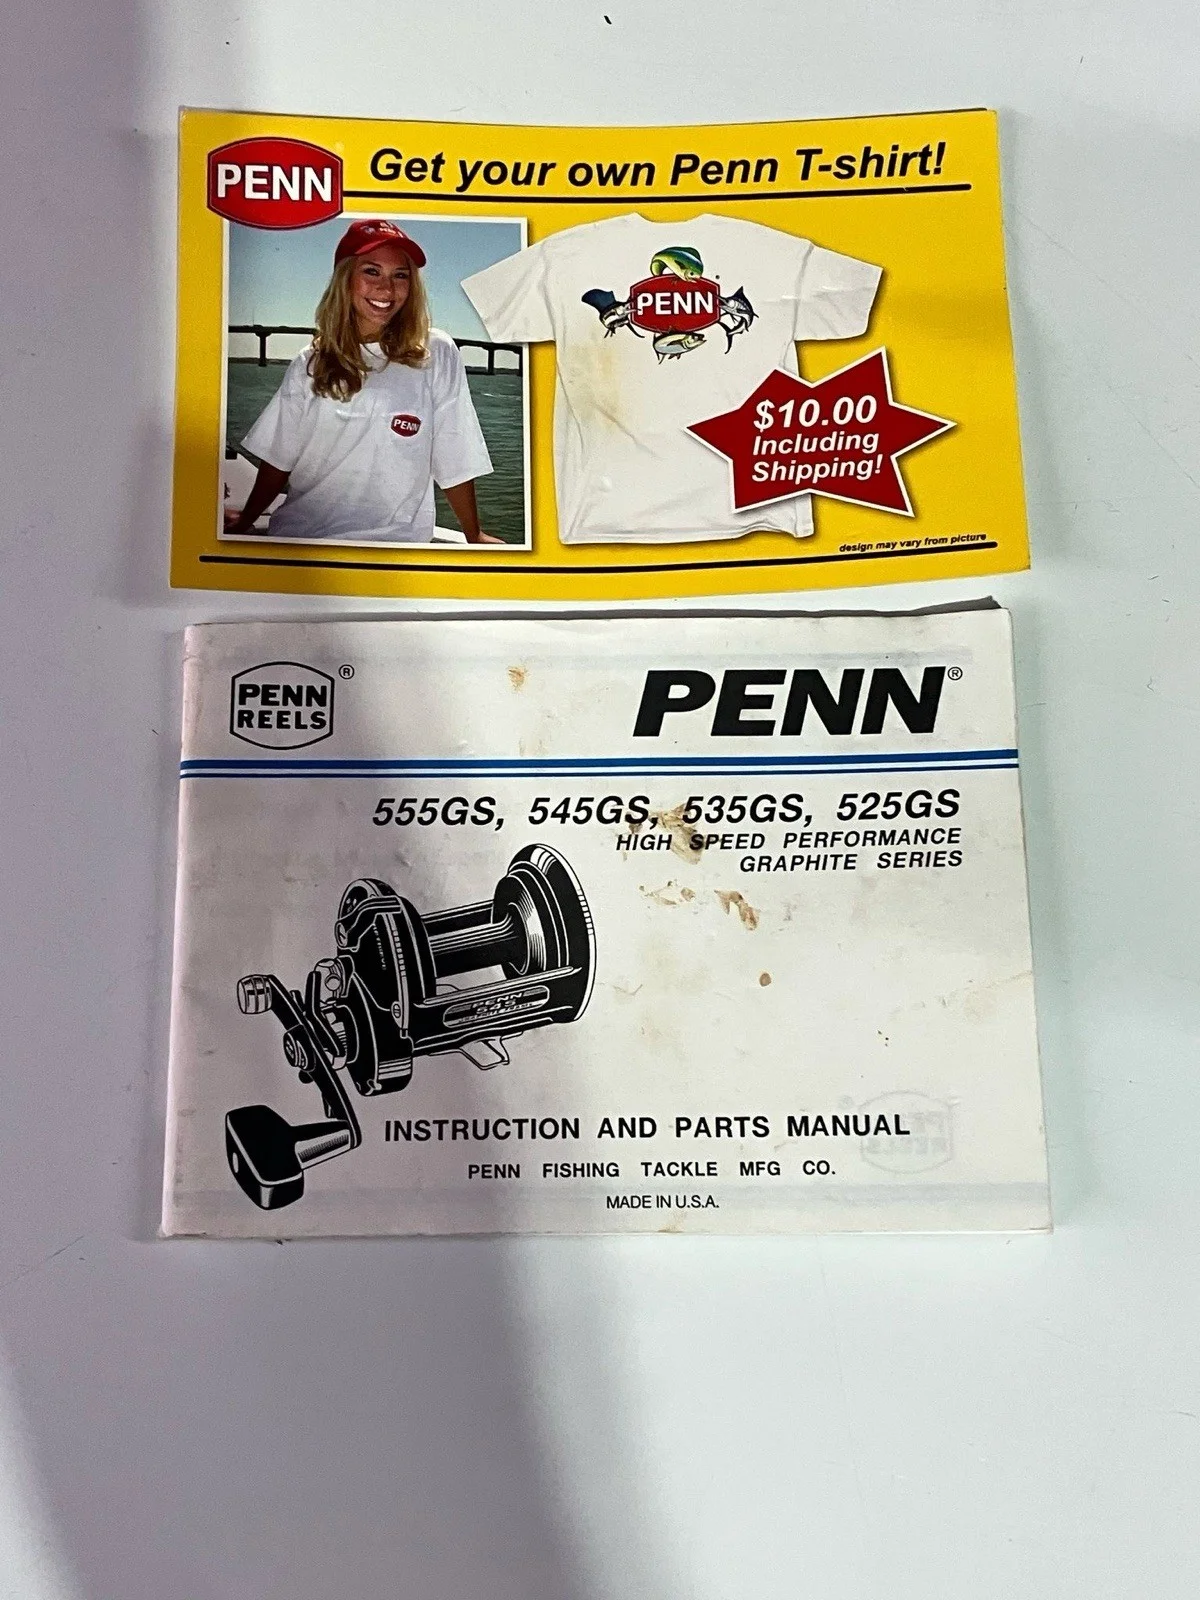 PENN
Get your own Penn T-shirt!
PENN
PENN
$10.00
Including
Shipping!
design may vary from picture
PENN
REELS
®
PENN®
555GS, 545GS, 535GS, 525GS
HIGH SPEED PERFORMANCE
GRAPHITE SERIES
PENN
545
INSTRUCTION AND PARTS MANUAL
PENN FISHING TACKLE MFG CO.
MADE IN U.S.A.